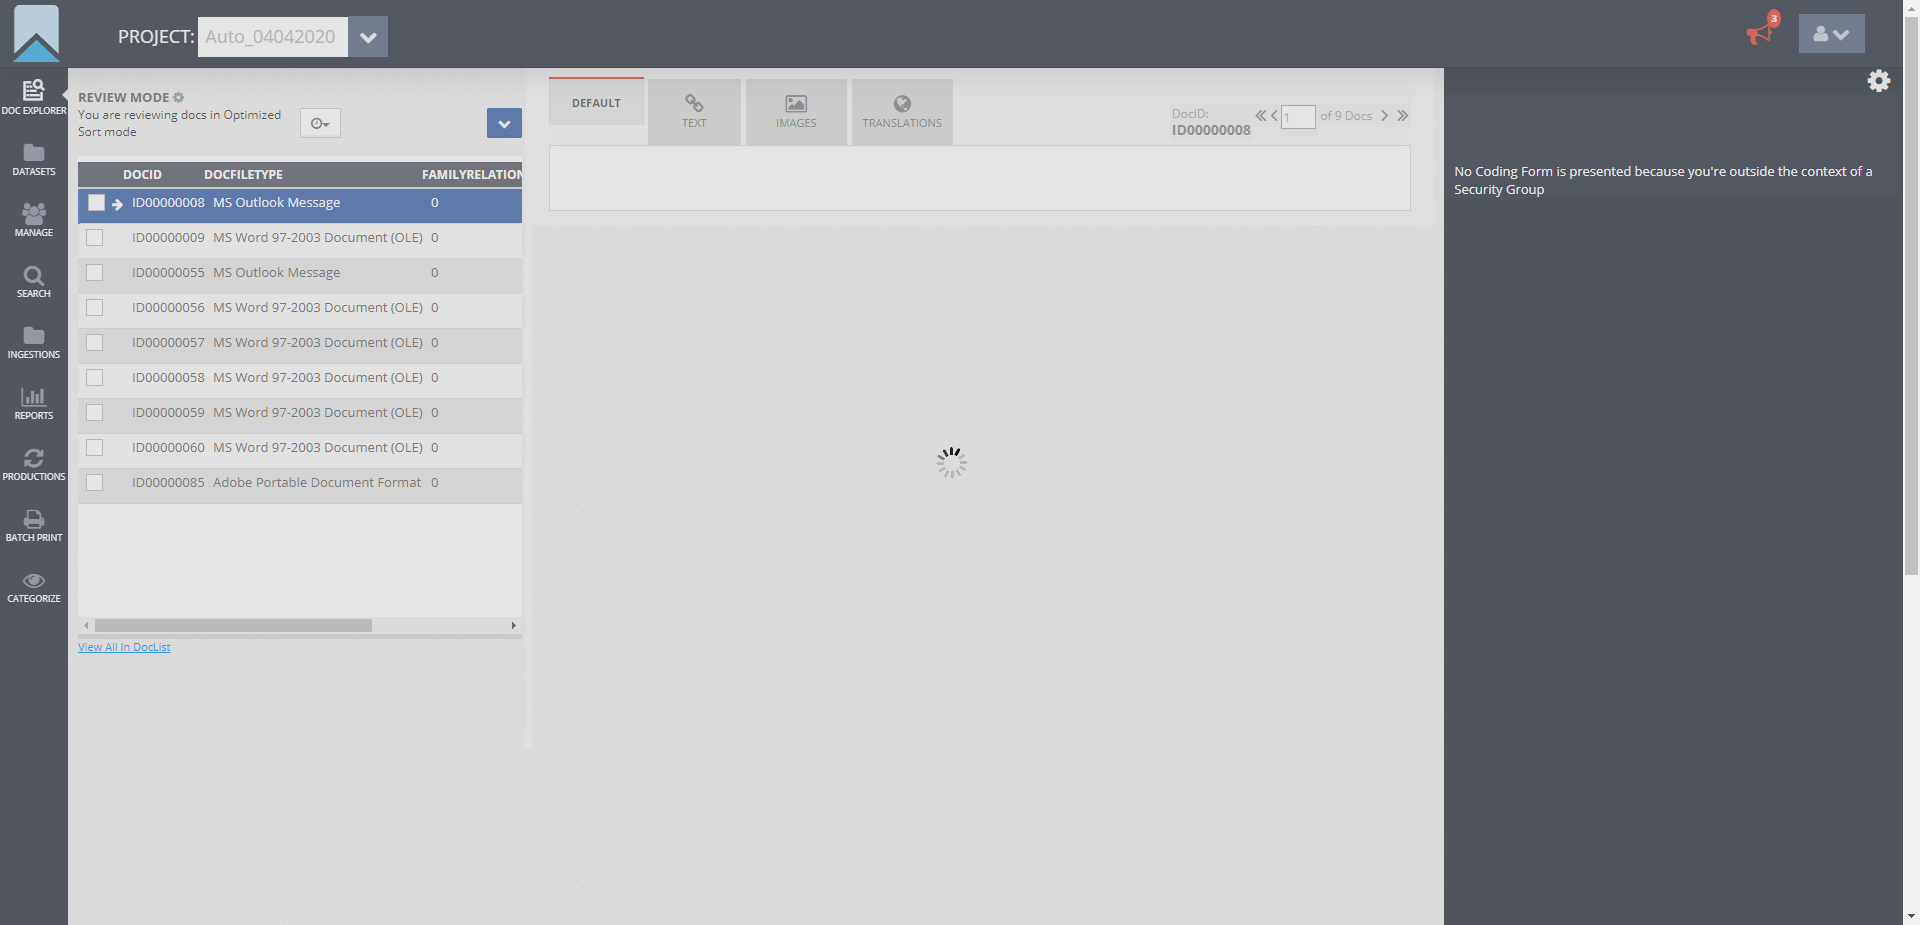 PROJECT: Auto_04042020
3
DOC EXPLORER
DATASETS
MANAGE
SEARCH
INGESTIONS
REPORTS
PRODUCTIONS
BATCH PRINT
CATEGORIZE
REVIEW MODE
You are reviewing docs in Optimized
Sort mode
DOCID DOCFILETYPE FAMILYRELATION
ID00000008 MS Outlook Message 0
ID00000009 MS Word 97-2003 Document (OLE) 0
ID00000055 MS Outlook Message 0
ID00000056 MS Word 97-2003 Document (OLE) 0
ID00000057 MS Word 97-2003 Document (OLE) 0
ID00000058 MS Word 97-2003 Document (OLE) 0
ID00000059 MS Word 97-2003 Document (OLE) 0
ID00000060 MS Word 97-2003 Document (OLE) 0
ID00000085 Adobe Portable Document Format 0
View All In DocList
DEFAULT
TEXT
IMAGES
TRANSLATIONS
DocID:
ID00000008
1 of 9 Docs
No Coding Form is presented because you're outside the context of a
Security Group